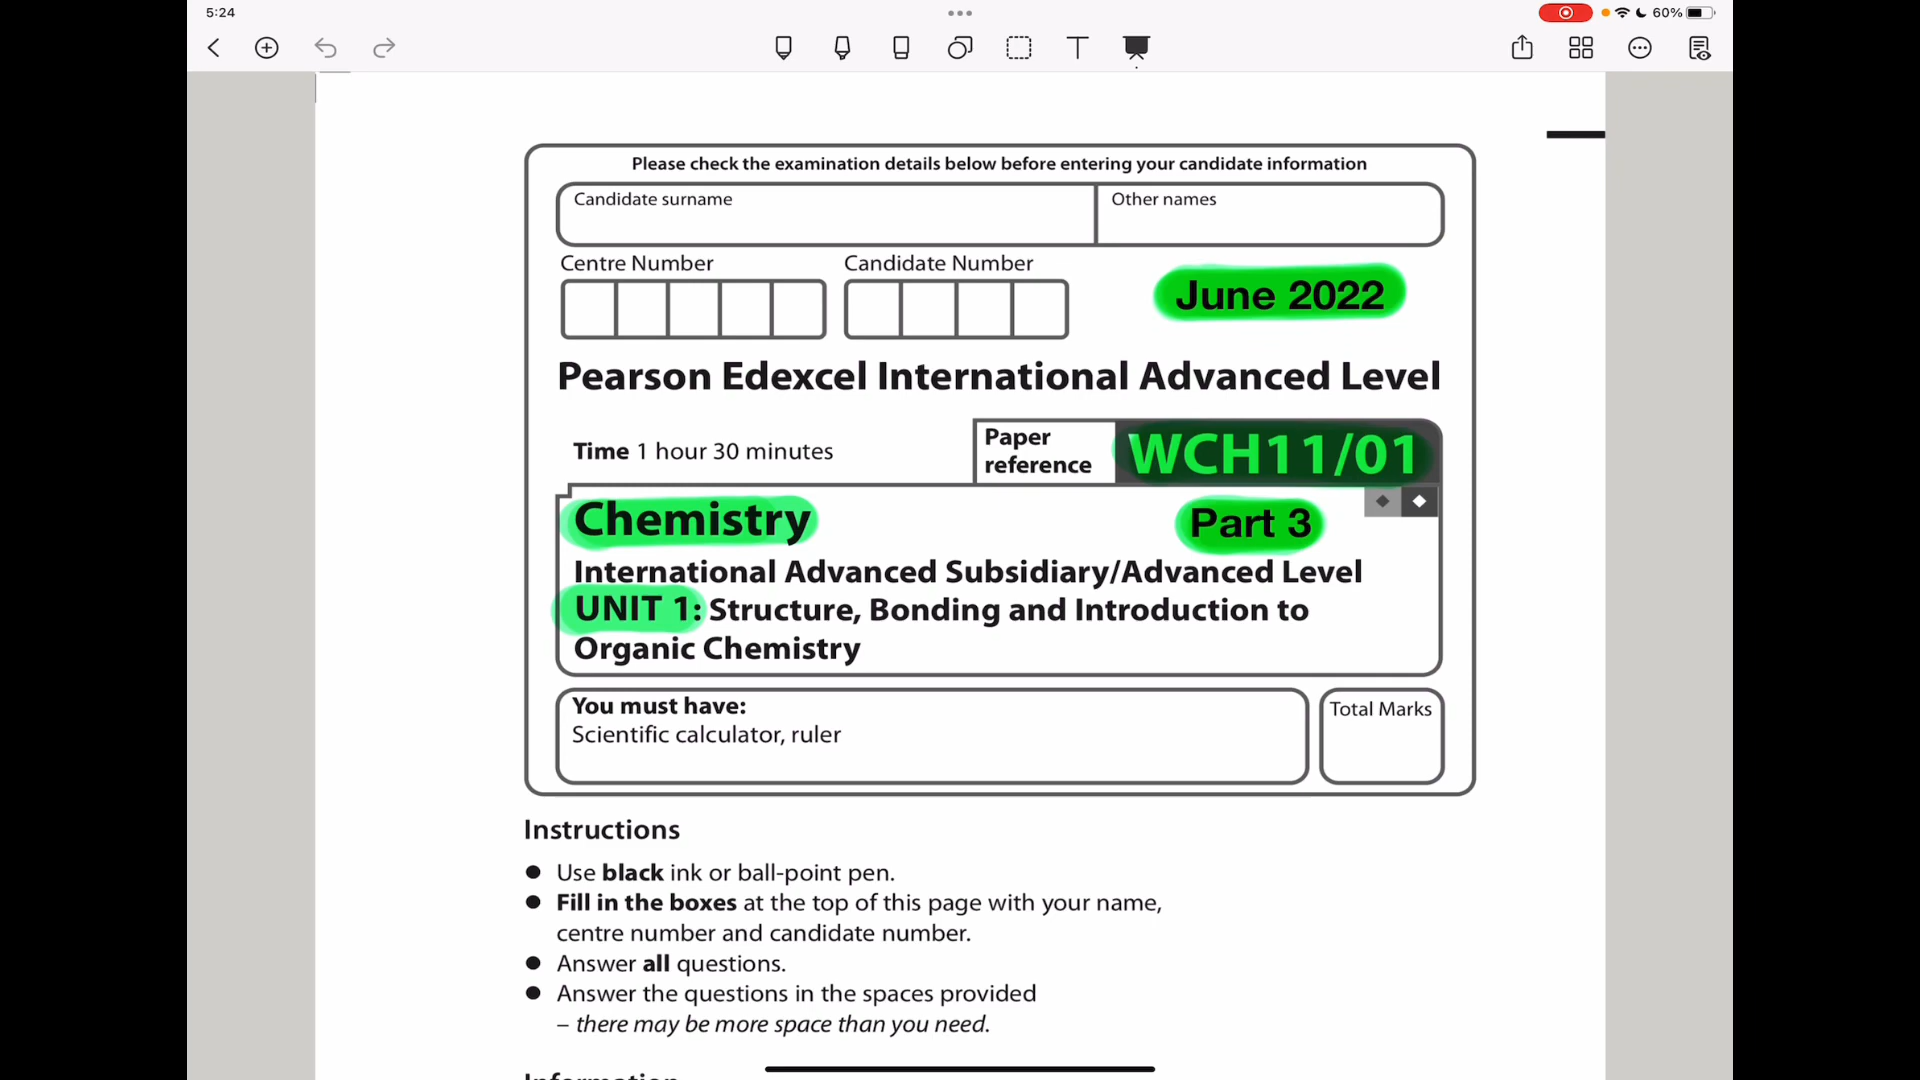 5:24
60%
Please check the examination details below before entering your candidate information
Candidate surname
Other names
Centre Number
Candidate Number
June 2022
Pearson Edexcel International Advanced Level
Time 1 hour 30 minutes
Paper
reference
WCH11/01
Chemistry
Part 3
International Advanced Subsidiary/Advanced Level
UNIT 1: Structure, Bonding and Introduction to
Organic Chemistry
You must have:
Scientific calculator, ruler
Total Marks
Instructions
● Use black ink or ball-point pen.
● Fill in the boxes at the top of this page with your name,
centre number and candidate number.
● Answer all questions.
● Answer the questions in the spaces provided
– there may be more space than you need.